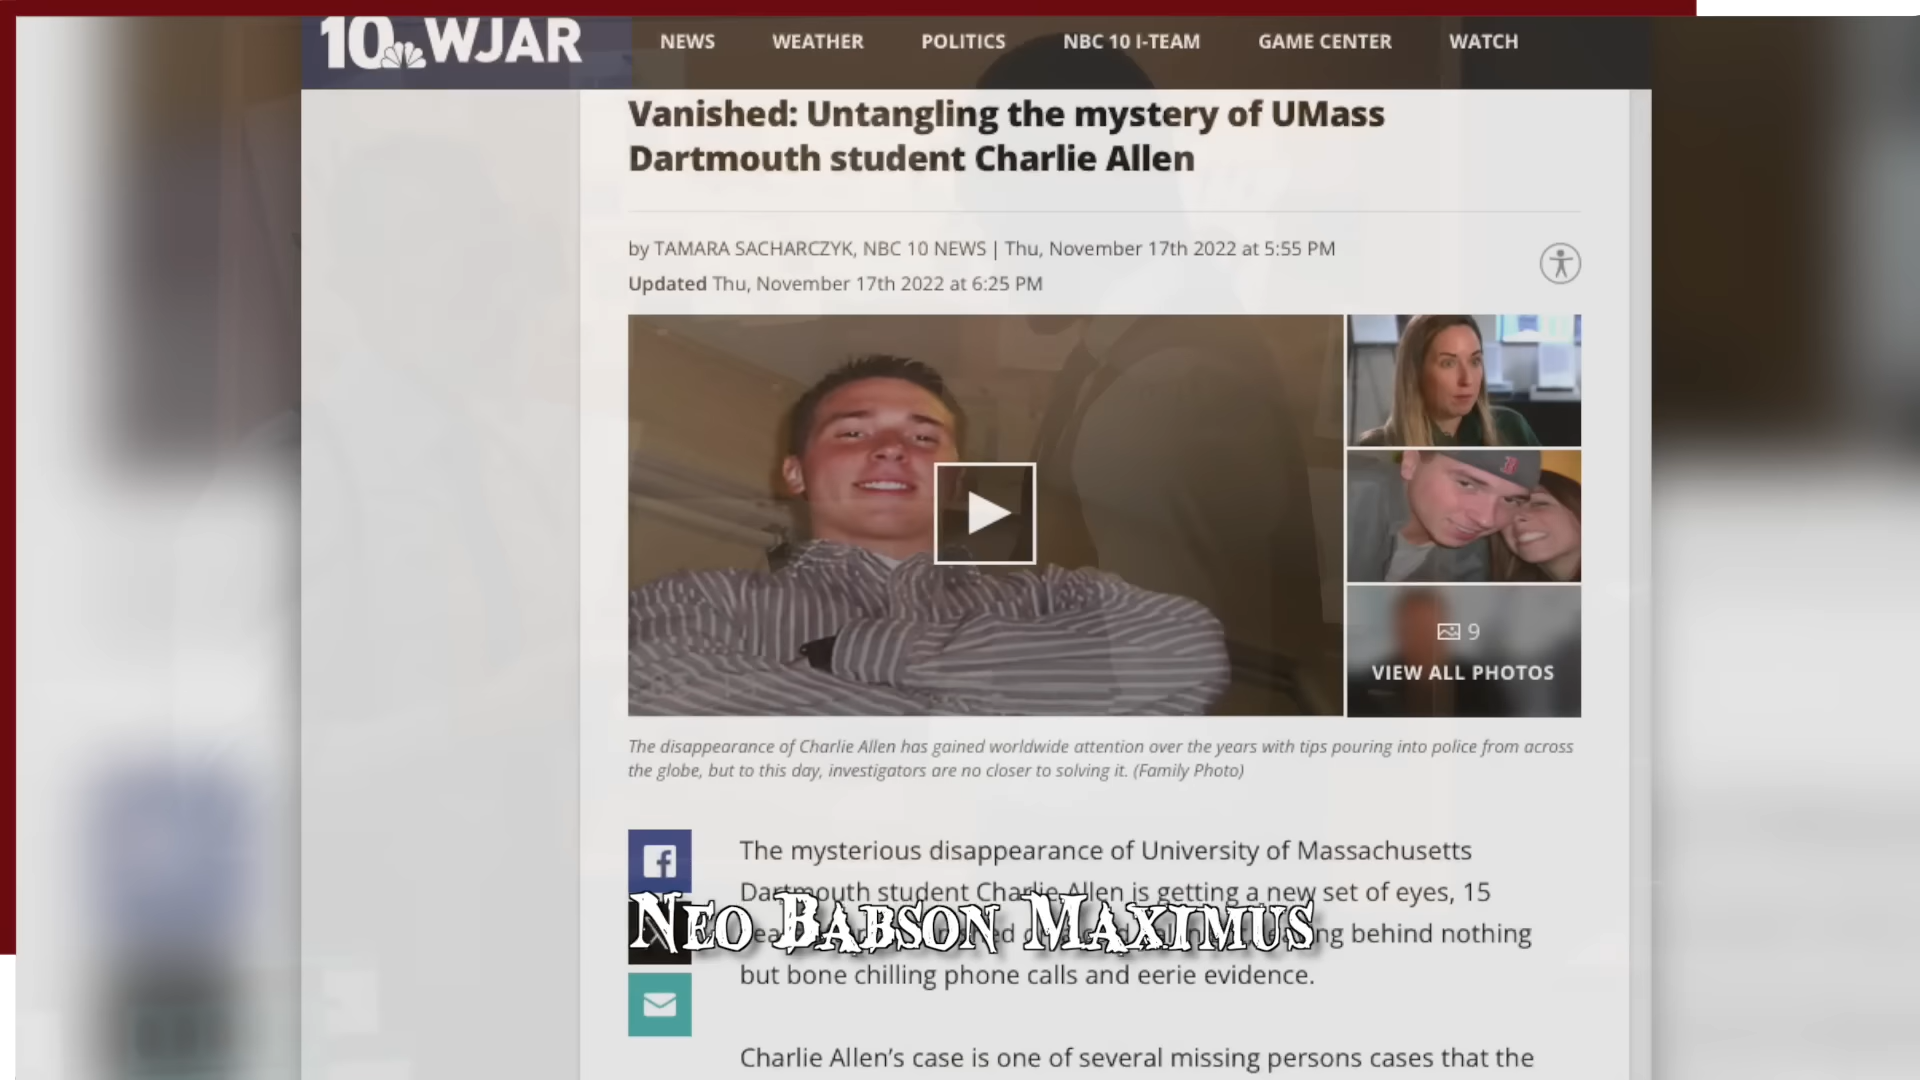 10 WJAR
NEWS WEATHER POLITICS NBC 10 I-TEAM GAME CENTER WATCH
Vanished: Untangling the mystery of UMass
Dartmouth student Charlie Allen
by TAMARA SACHARCZYK, NBC 10 NEWS | Thu, November 17th 2022 at 5:55 PM
Updated Thu, November 17th 2022 at 6:25 PM
9
VIEW ALL PHOTOS
The disappearance of Charlie Allen has gained worldwide attention over the years with tips pouring into police from across
the globe, but to this day, investigators are no closer to solving it. (Family Photo)
The mysterious disappearance of University of Massachusetts
Dartmouth student Charlie Allen is getting a new set of eyes, 15
Neo Babson Maximus
behind nothing
but bone chilling phone calls and eerie evidence.
Charlie Allen's case is one of several missing persons cases that the